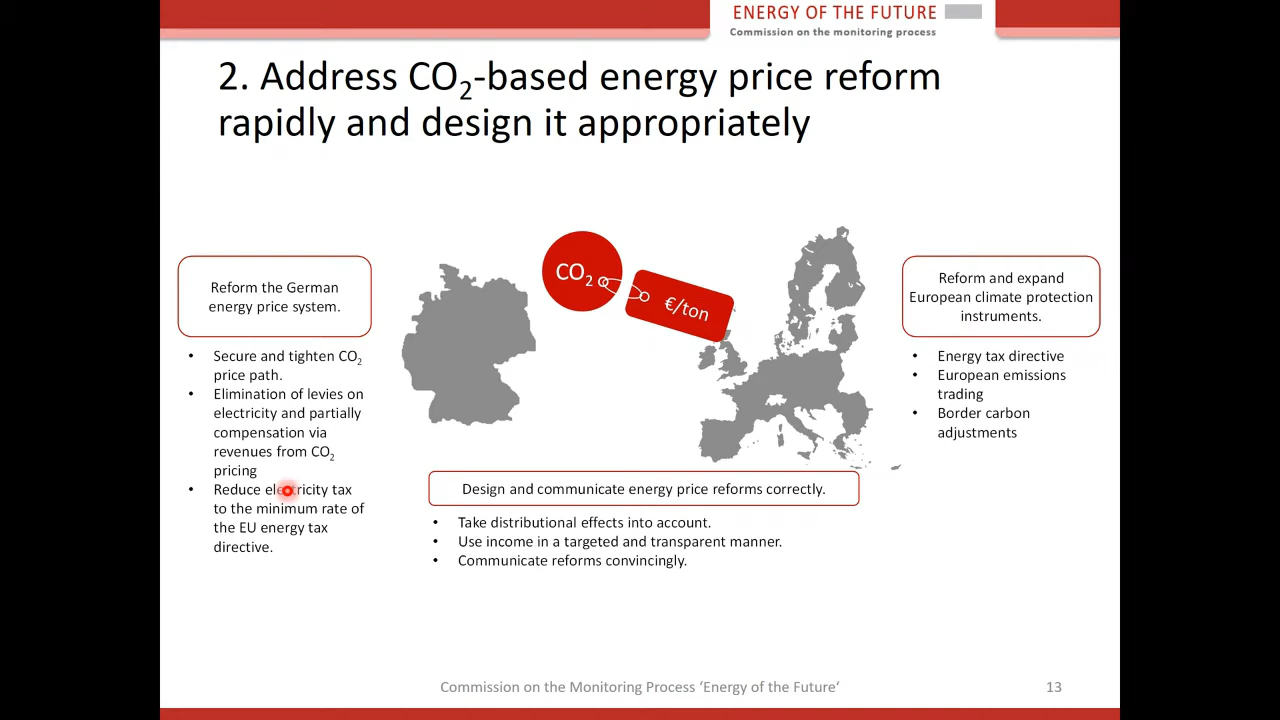 ENERGY OF THE FUTURE
Commission on the monitoring process
2. Address CO₂-based energy price reform
rapidly and design it appropriately
Reform the German
energy price system.
• Secure and tighten CO₂
price path.
• Elimination of levies on
electricity and partially
compensation via
revenues from CO₂
pricing
• Reduce electricity tax
to the minimum rate of
the EU energy tax
directive.
CO₂
€/ton
Reform and expand
European climate protection
instruments.
• Energy tax directive
• European emissions
trading
• Border carbon
adjustments
Design and communicate energy price reforms correctly.
• Take distributional effects into account.
• Use income in a targeted and transparent manner.
• Communicate reforms convincingly.
Commission on the Monitoring Process ‘Energy of the Future‘
13